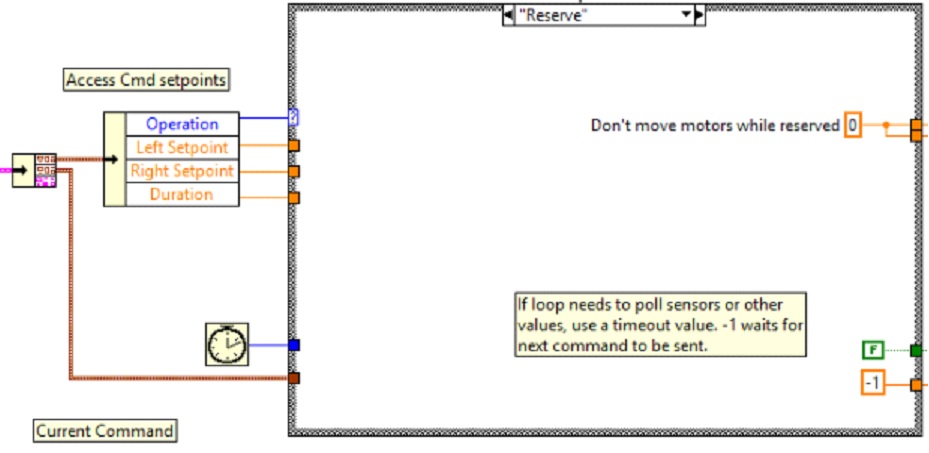 "Reserve"
Access Cmd setpoints
Operation
Left Setpoint
Right Setpoint
Duration
Don't move motors while reserved 0
If loop needs to poll sensors or other
values, use a timeout value. -1 waits for
next command to be sent.
F
-1
Current Command